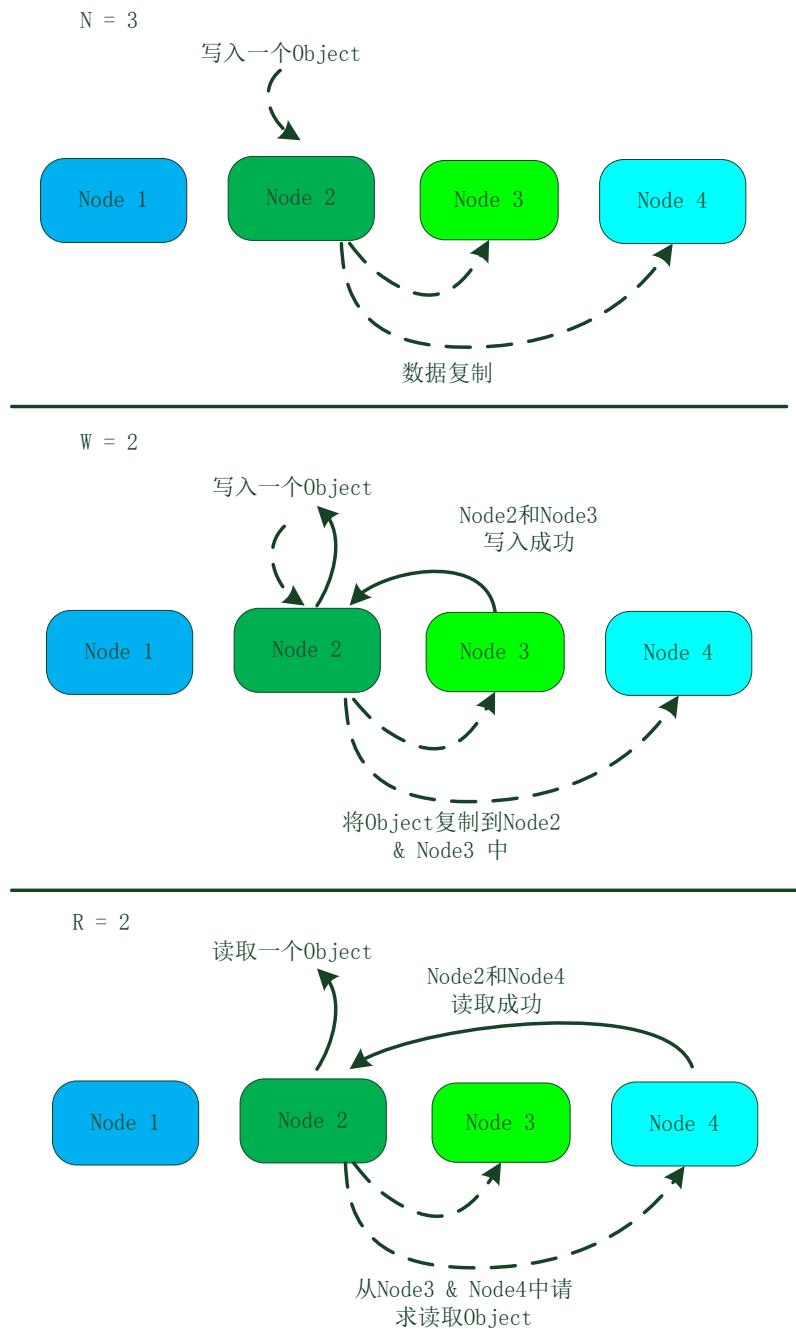 N = 3
写入一个Object
Node 1
Node 2
Node 3
Node 4
数据复制
W = 2
写入一个Object
Node2和Node3
写入成功
Node 1
Node 2
Node 3
Node 4
将Object复制到Node2
& Node3 中
R = 2
读取一个Object
Node2和Node4
读取成功
Node 1
Node 2
Node 3
Node 4
从Node3 & Node4中请
求读取Object